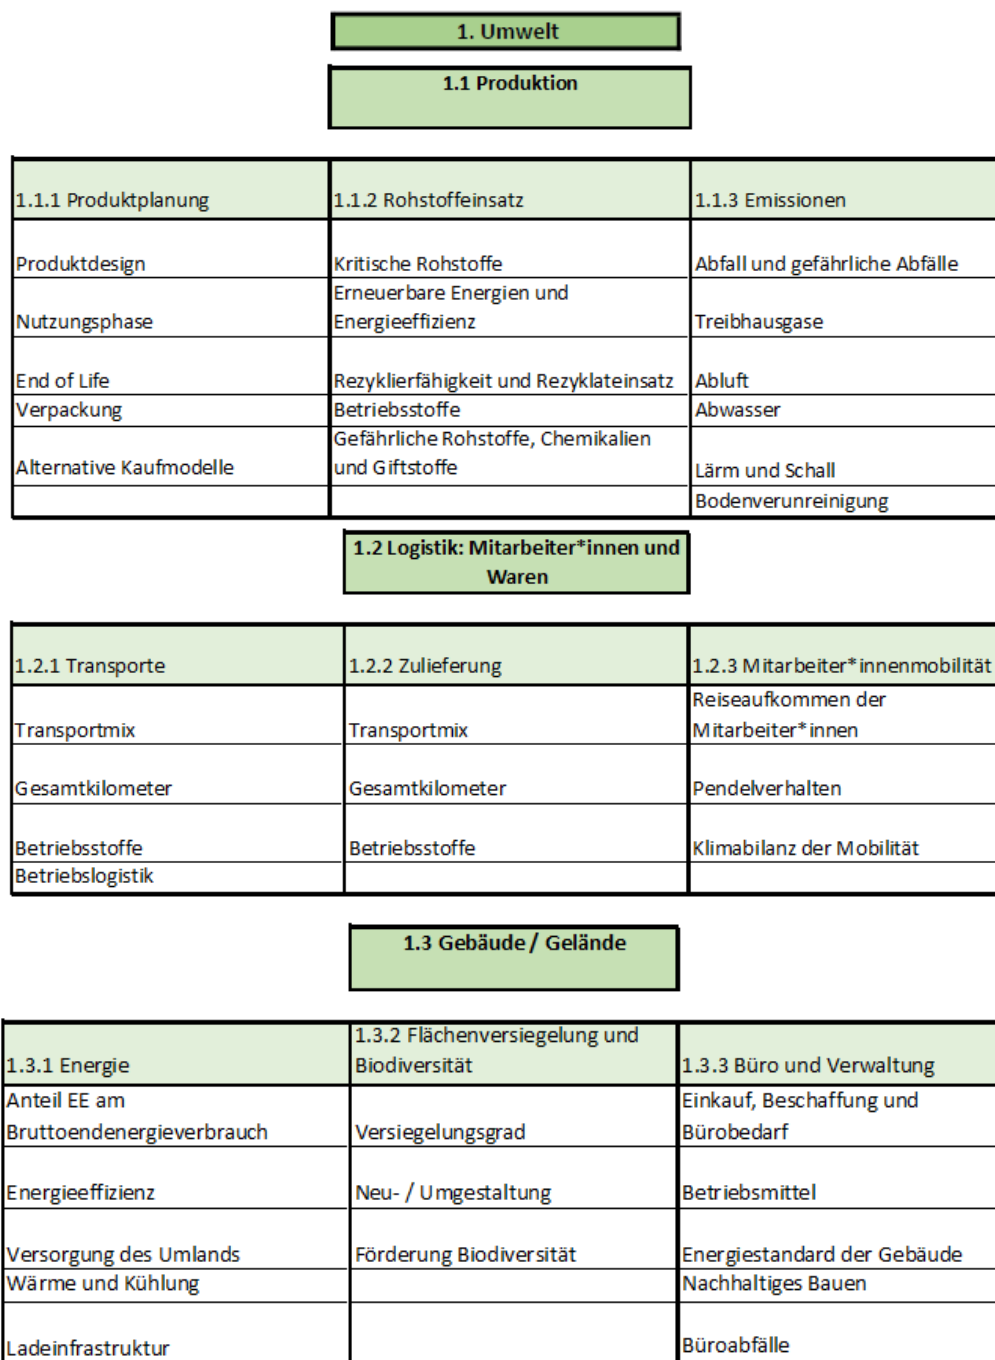 1. Umwelt
1.1 Produktion
1.1.1 Produktplanung
1.1.2 Rohstoffeinsatz
1.1.3 Emissionen
Produktdesign
Kritische Rohstoffe
Abfall und gefährliche Abfälle
Nutzungsphase
Erneuerbare Energien und
Energieeffizienz
Treibhausgase
End of Life
Rezyklierfähigkeit und Rezyklateinsatz
Abluft
Verpackung
Betriebsstoffe
Abwasser
Alternative Kaufmodelle
Gefährliche Rohstoffe, Chemikalien
und Giftstoffe
Lärm und Schall
Bodenverunreinigung
1.2 Logistik: Mitarbeiter*innen und
Waren
1.2.1 Transporte
1.2.2 Zulieferung
1.2.3 Mitarbeiter*innenmobilität
Transportmix
Transportmix
Reiseaufkommen der
Mitarbeiter*innen
Gesamtkilometer
Gesamtkilometer
Pendelverhalten
Betriebsstoffe
Betriebsstoffe
Klimabilanz der Mobilität
Betriebslogistik
1.3 Gebäude / Gelände
1.3.1 Energie
1.3.2 Flächenversiegelung und
Biodiversität
1.3.3 Büro und Verwaltung
Anteil EE am
Bruttoendenergieverbrauch
Versiegelungsgrad
Einkauf, Beschaffung und
Bürobedarf
Energieeffizienz
Neu- / Umgestaltung
Betriebsmittel
Versorgung des Umlands
Förderung Biodiversität
Energiestandard der Gebäude
Wärme und Kühlung
Nachhaltiges Bauen
Ladeinfrastruktur
Büroabfälle